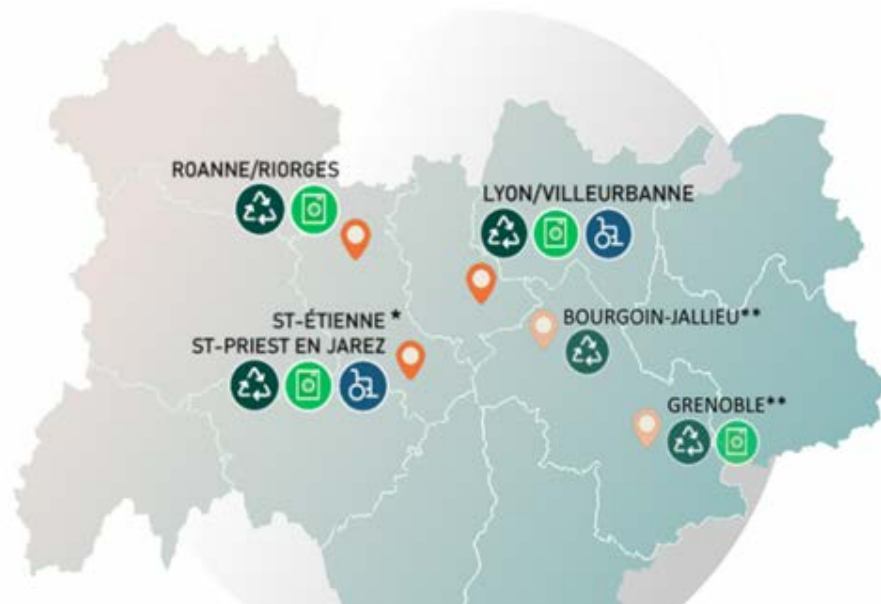 ROANNE/RIORGES
LYON/VILLEURBANNE
ST-ÉTIENNE *
ST-PRIEST EN JAREZ
BOURGOIN-JALLIEU**
GRENOBLE**